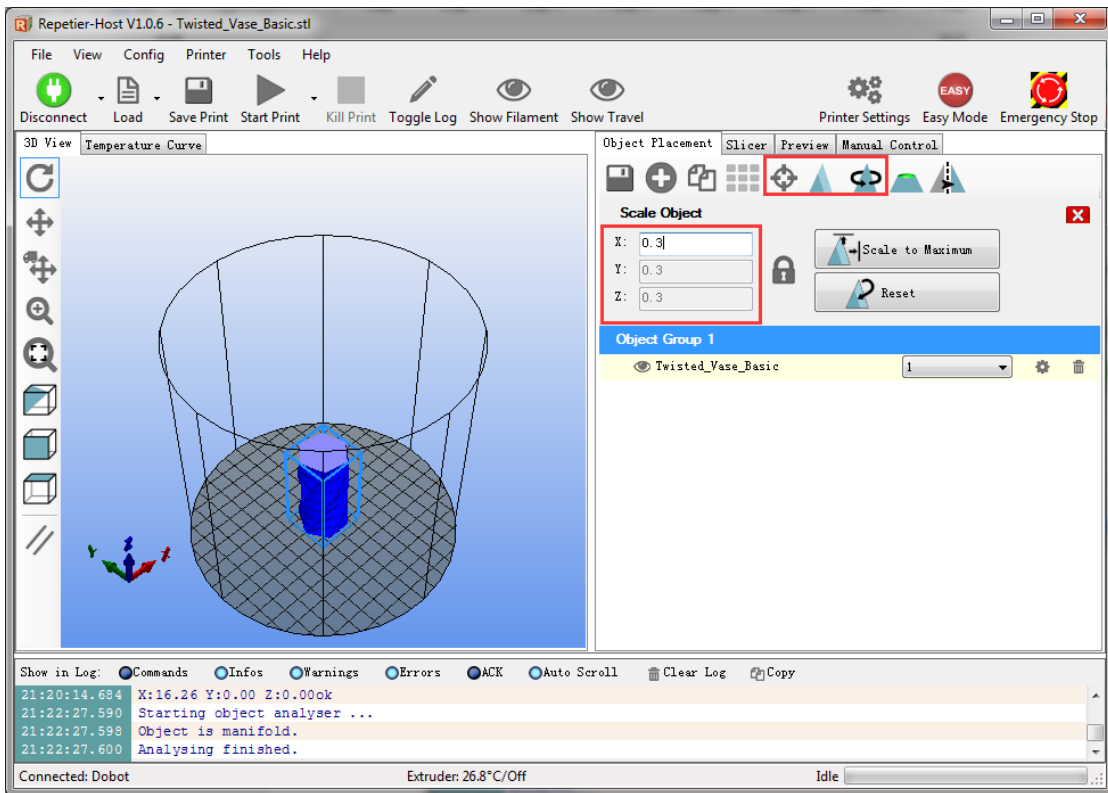 Repetier-Host V1.0.6 - Twisted_Vase_Basic.stl
File View Config Printer Tools Help
Disconnect Load Save Print Start Print Kill Print Toggle Log Show Filament Show Travel Printer Settings EASY Easy Mode Emergency Stop
3D View Temperature Curve Object Placement Slicer Preview Manual Control
Scale Object
X: 0.3 Scale to Maximum
Y: 0.3
Z: 0.3 Reset
Object Group 1
Twisted_Vase_Basic 1
Show in Log: Commands Infos Warnings Errors ACK Auto Scroll Clear Log Copy
21:20:14.684 X:16.26 Y:0.00 Z:0.00ok
21:22:27.590 Starting object analyser ...
21:22:27.598 Object is manifold.
21:22:27.600 Analysing finished.
Connected: Dobot Extruder: 26.8°C/Off Idle